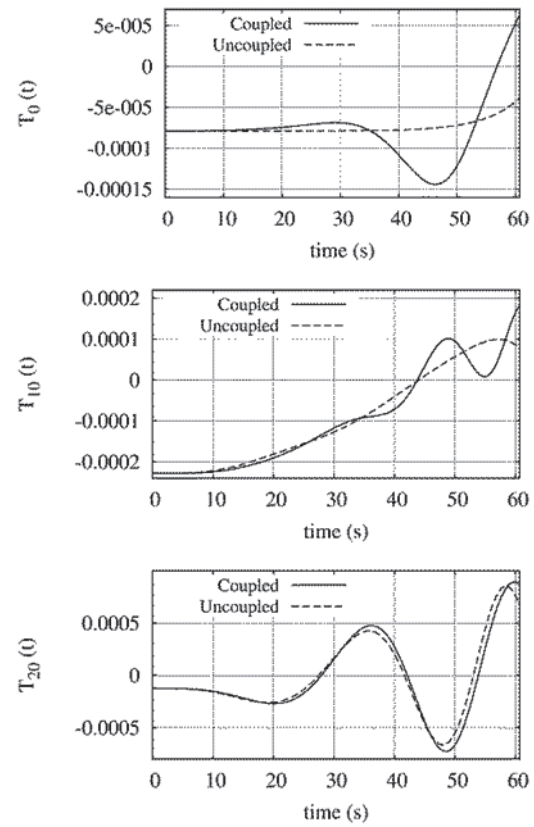 Coupled
Uncoupled
5e-005
0
-5e-005
-0.0001
-0.00015
T0 (t)
0 10 20 30 40 50 60
time (s)
Coupled
Uncoupled
0.0002
0.0001
0
-0.0001
-0.0002
T10 (t)
0 10 20 30 40 50 60
time (s)
Coupled
Uncoupled
0.0005
0
-0.0005
T20 (t)
0 10 20 30 40 50 60
time (s)